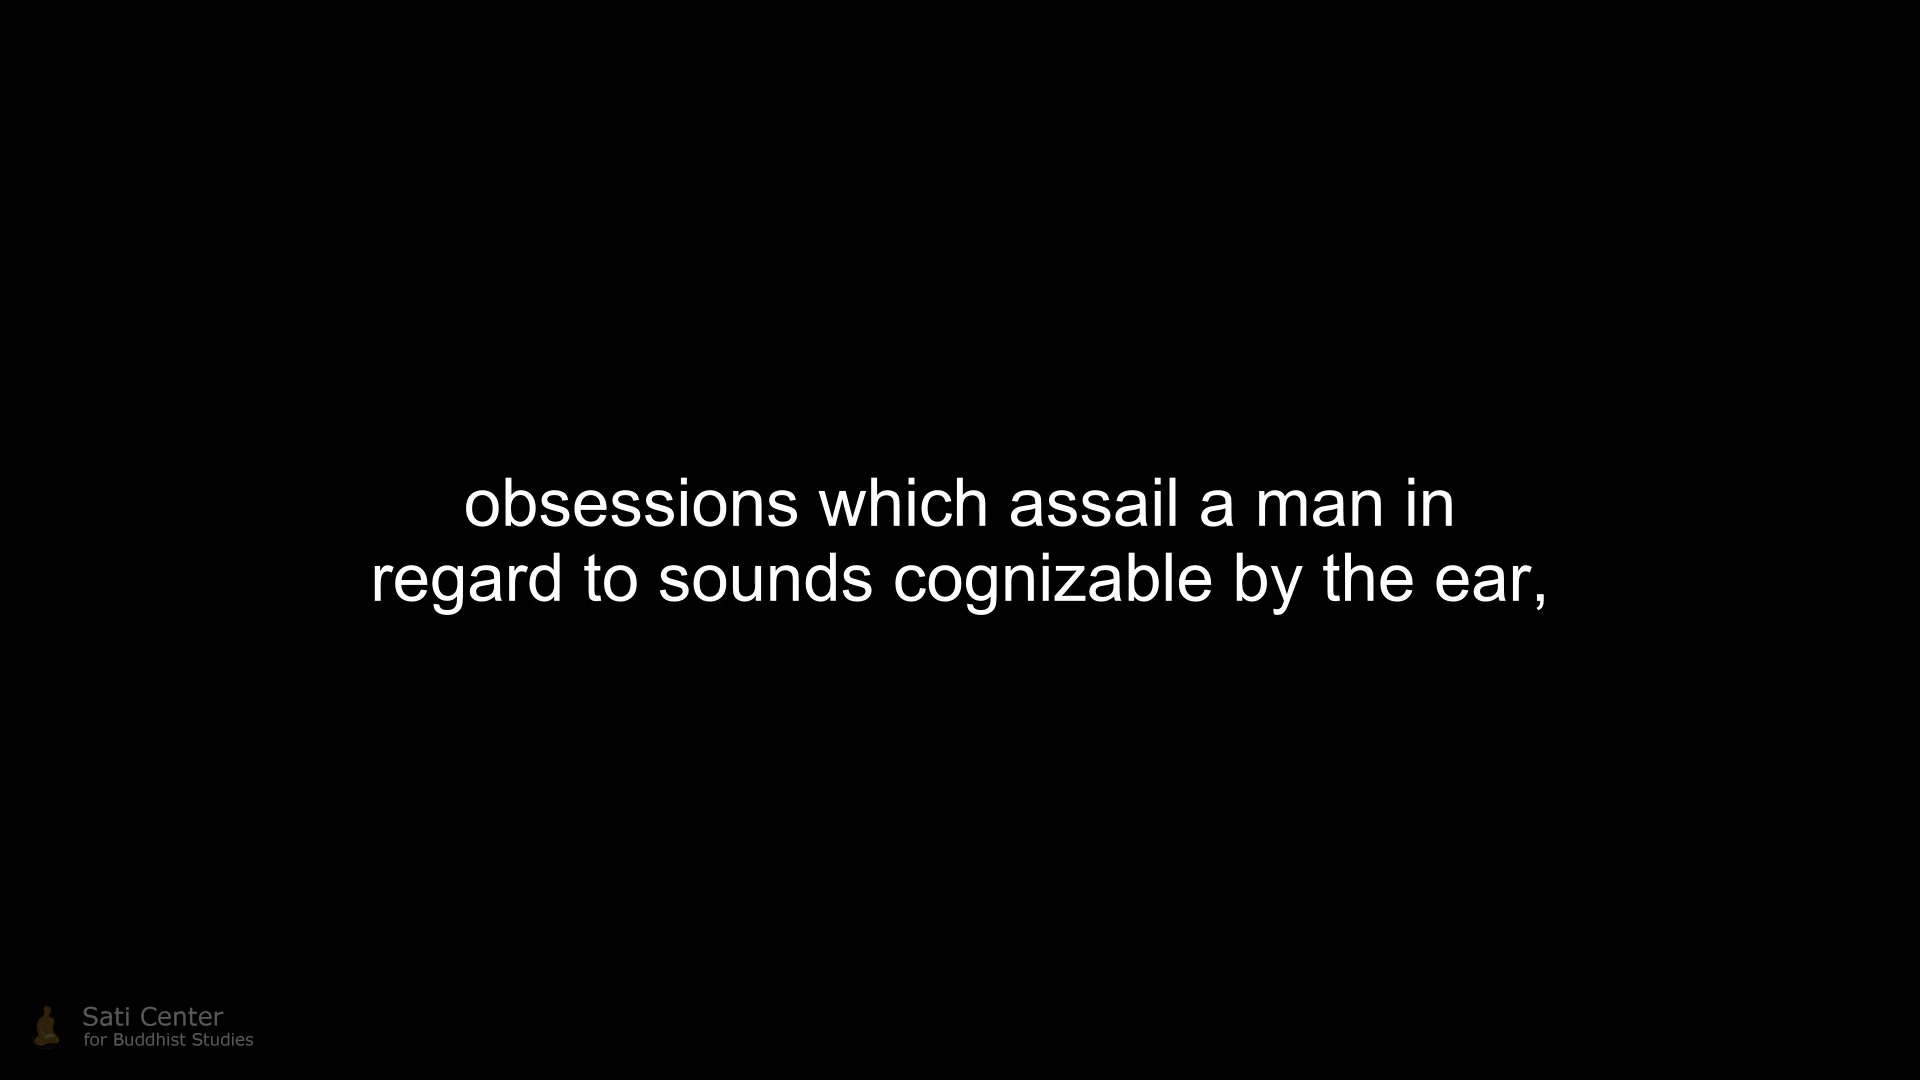 obsessions which assail a man in
regard to sounds cognizable by the ear,
Sati Center
for Buddhist Studies